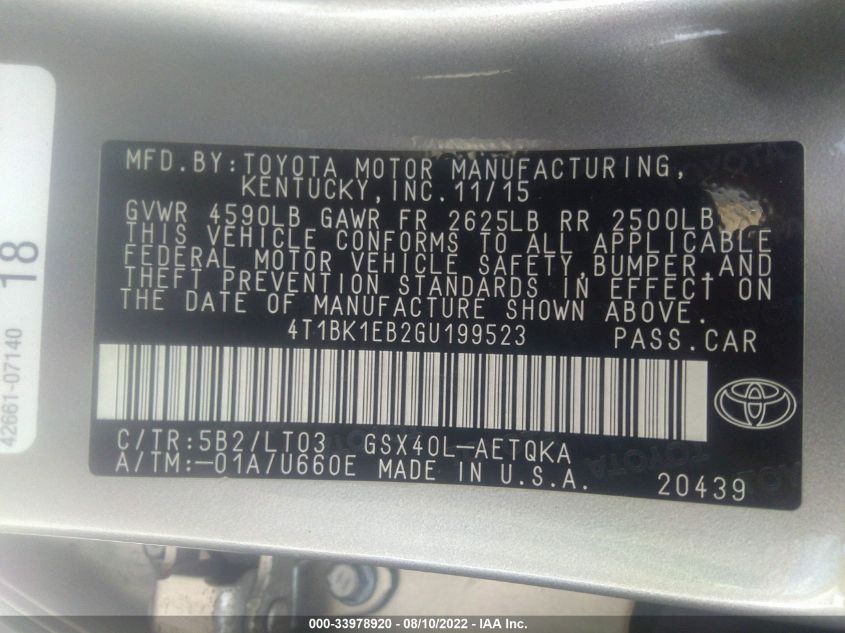 MFD.BY:TOYOTA MOTOR MANUFACTURING,
KENTUCKY,INC.11/15
GVWR 4590LB GAWR FR 2625LB RR 2500LB
THIS VEHICLE CONFORMS TO ALL APPLICABLE
FEDERAL MOTOR VEHICLE SAFETY,BUMPER,AND
THEFT PREVENTION STANDARDS IN EFFECT ON
THE DATE OF MANUFACTURE SHOWN ABOVE.
4T1BK1EB2GU199523 PASS.CAR
C/TR:5B2/LT03 GSX40L-AETQKA
A/TM:-01A/U660E MADE IN U.S.A. 20439
18
42661-07140
000-33978920 - 08/10/2022 - IAA Inc.